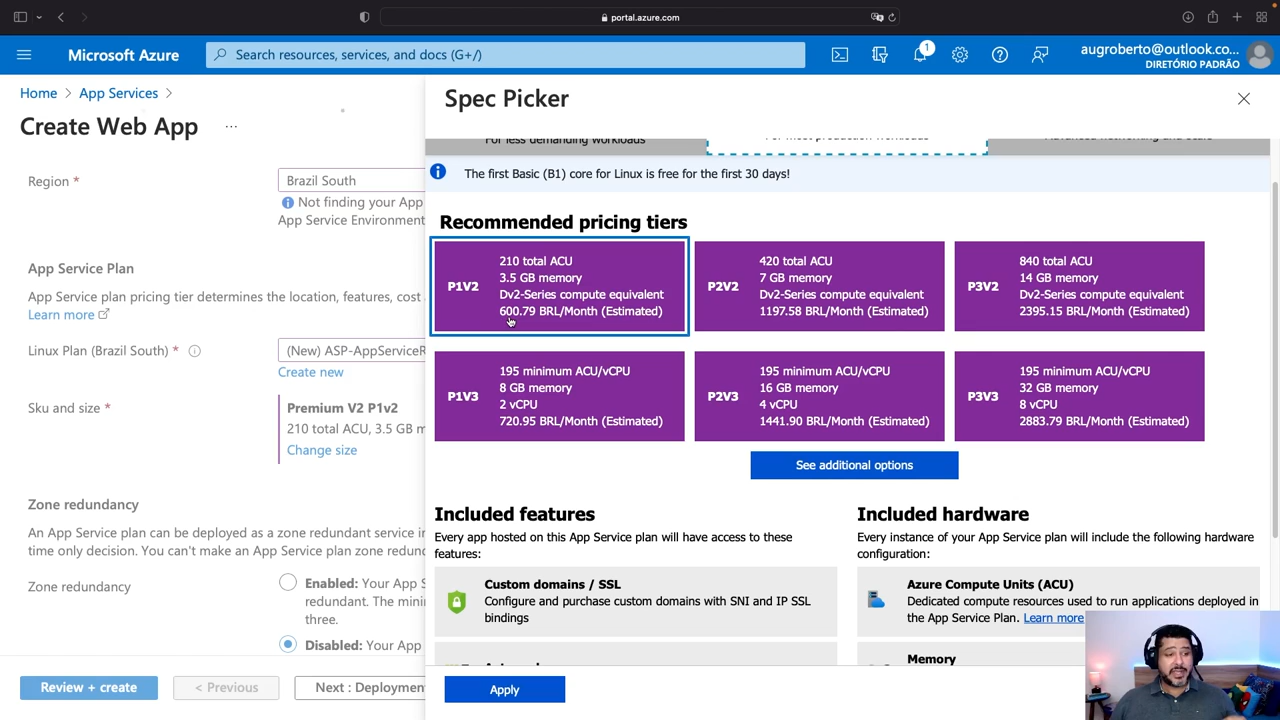 portal.azure.com
Microsoft Azure
Search resources, services, and docs (G+/)
1
augroberto@outlook.co...
DIRETÓRIO PADRÃO
Home > App Services >
Create Web App ...
Region *
Brazil South
Not finding your App
App Service Environment
App Service Plan
App Service plan pricing tier determines the location, features, cost
Learn more
Linux Plan (Brazil South) *
(New) ASP-AppServiceR
Create new
Sku and size *
Premium V2 P1v2
210 total ACU, 3.5 GB m
Change size
Zone redundancy
An App Service plan can be deployed as a zone redundant service i
time only decision. You can't make an App Service plan zone redun
Zone redundancy
Enabled: Your App S
redundant. The mini
three.
Disabled: Your App
Review + create
< Previous
Next : Deploymen
Spec Picker
For less demanding workloads
For most production workloads
Advanced networking and scale
The first Basic (B1) core for Linux is free for the first 30 days!
Recommended pricing tiers
P1V2
210 total ACU
3.5 GB memory
Dv2-Series compute equivalent
600.79 BRL/Month (Estimated)
P2V2
420 total ACU
7 GB memory
Dv2-Series compute equivalent
1197.58 BRL/Month (Estimated)
P3V2
840 total ACU
14 GB memory
Dv2-Series compute equivalent
2395.15 BRL/Month (Estimated)
P1V3
195 minimum ACU/vCPU
8 GB memory
2 vCPU
720.95 BRL/Month (Estimated)
P2V3
195 minimum ACU/vCPU
16 GB memory
4 vCPU
1441.90 BRL/Month (Estimated)
P3V3
195 minimum ACU/vCPU
32 GB memory
8 vCPU
2883.79 BRL/Month (Estimated)
See additional options
Included features
Every app hosted on this App Service plan will have access to these
features:
Custom domains / SSL
Configure and purchase custom domains with SNI and IP SSL
bindings
Included hardware
Every instance of your App Service plan will include the following hardware
configuration:
Azure Compute Units (ACU)
Dedicated compute resources used to run applications deployed in
the App Service Plan. Learn more
Memory
Apply